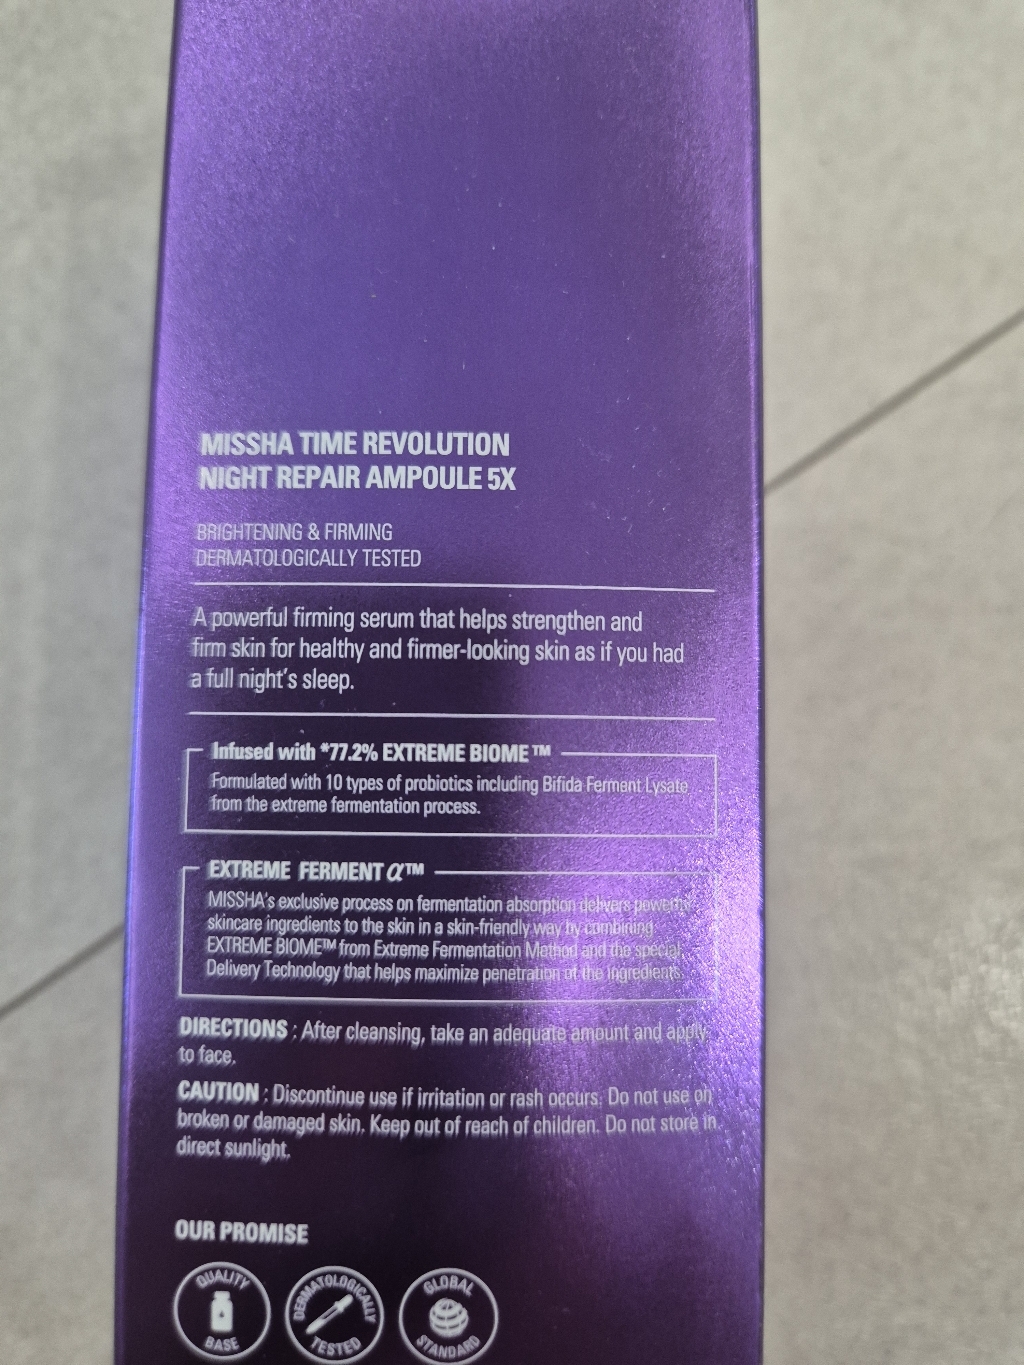 MISSHA TIME REVOLUTION
NIGHT REPAIR AMPOULE 5X
BRIGHTENING & FIRMING
DERMATOLOGICALLY TESTED
A powerful firming serum that helps strengthen and
firm skin for healthy and firmer-looking skin as if you had
a full night's sleep.
Infused with *77.2% EXTREME BIOME™
Formulated with 10 types of probiotics including Bifida Ferment Lysate
from the extreme fermentation process.
EXTREME FERMENT α™
MISSHA's exclusive process on fermentation absorption delivers powerful
skincare ingredients to the skin in a skin-friendly way by combining
EXTREME BIOME™ from Extreme Fermentation Method and the special
Delivery Technology that helps maximize penetration of the ingredients.
DIRECTIONS : After cleansing, take an adequate amount and apply
to face.
CAUTION : Discontinue use if irritation or rash occurs. Do not use on
broken or damaged skin. Keep out of reach of children. Do not store in
direct sunlight.
OUR PROMISE
QUALITY
BASE
DERMATOLOGICALLY
TESTED
GLOBAL
STANDARD